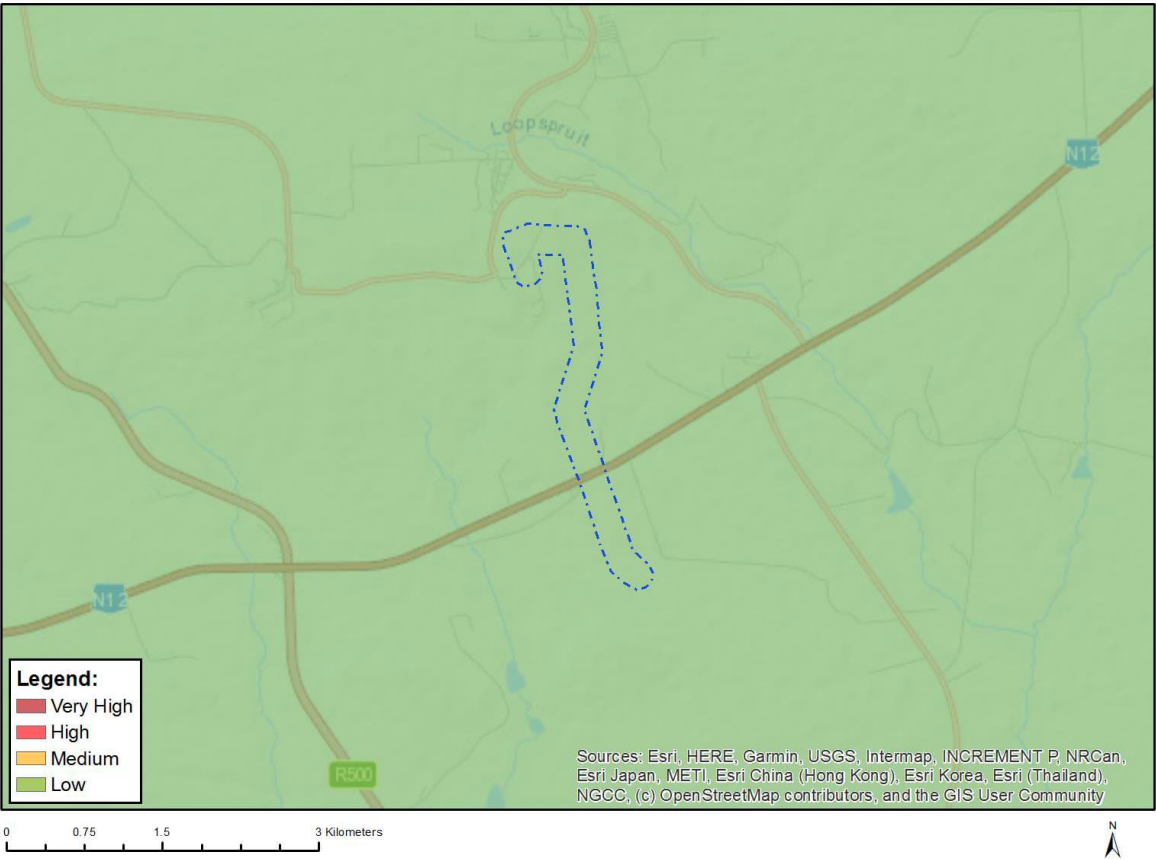 Loopspruit
N12
N12
R500
Legend:
Very High
High
Medium
Low
Sources: Esri, HERE, Garmin, USGS, Intermap, INCREMENT P, NRCan,
Esri Japan, METI, Esri China (Hong Kong), Esri Korea, Esri (Thailand),
NGCC, (c) OpenStreetMap contributors, and the GIS User Community
0 0.75 1.5 3 Kilometers
N